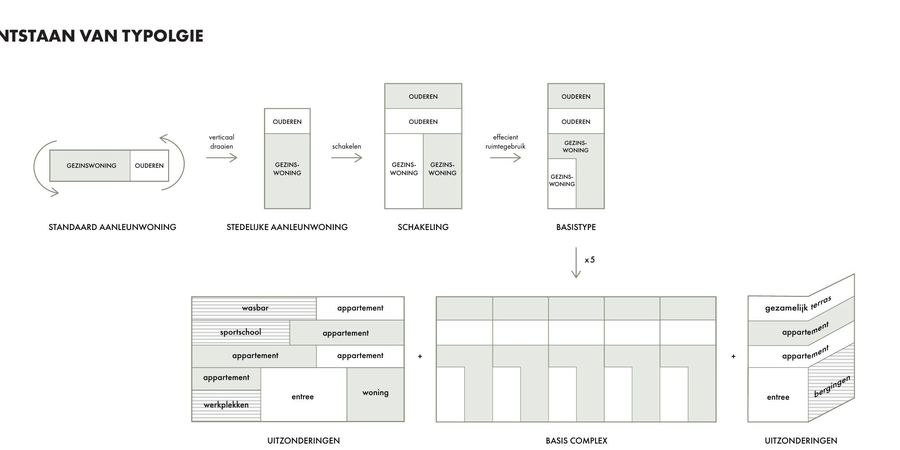 NTSTAAN VAN TYPOLGIE
OUDEREN
OUDEREN
GEZINS-
WONING
GEZINS-
WONING
OUDEREN
OUDEREN
GEZINS-
WONING
GEZINS-
WONING
OUDEREN
GEZINS-
WONING
GEZINSWONING
OUDEREN
verticaal
draaien
schakelen
effecient
ruimtegebruik
STANDAARD AANLEUNWONING
STEDELIJKE AANLEUNWONING
SCHAKELING
BASISTYPE
x5
wasbar
appartement
sportschool
appartement
appartement
appartement
appartement
werkplekken
entree
woning
+
+
gezamelijk terras
appartement
appartement
entree
bergingen
UITZONDERINGEN
BASIS COMPLEX
UITZONDERINGEN